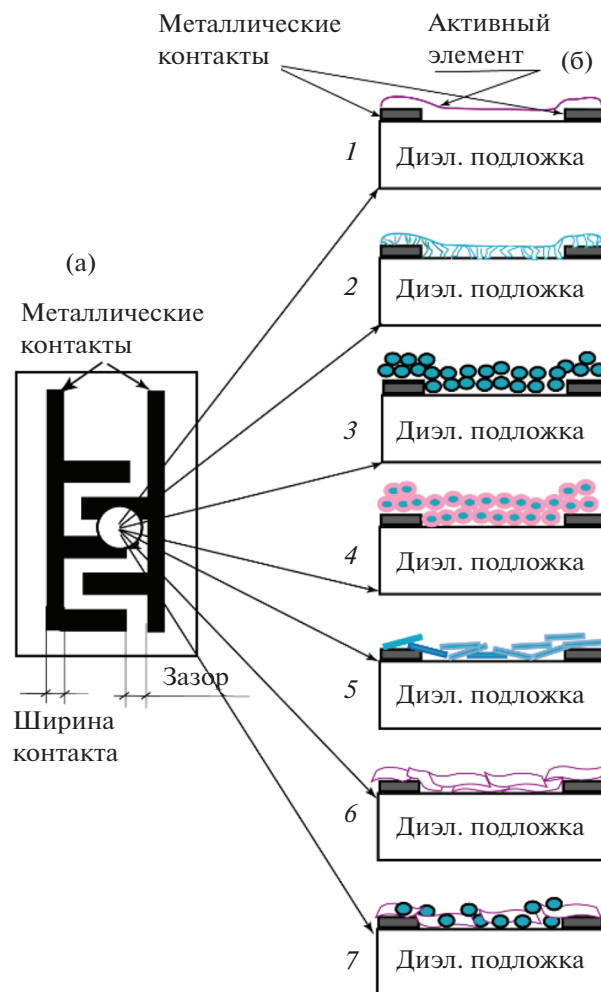 Металлические
контакты
Активный
элемент
(б)
1
Диэл. подложка
2
Диэл. подложка
3
Диэл. подложка
4
Диэл. подложка
5
Диэл. подложка
6
Диэл. подложка
7
Диэл. подложка
(а)
Металлические
контакты
Зазор
Ширина
контакта